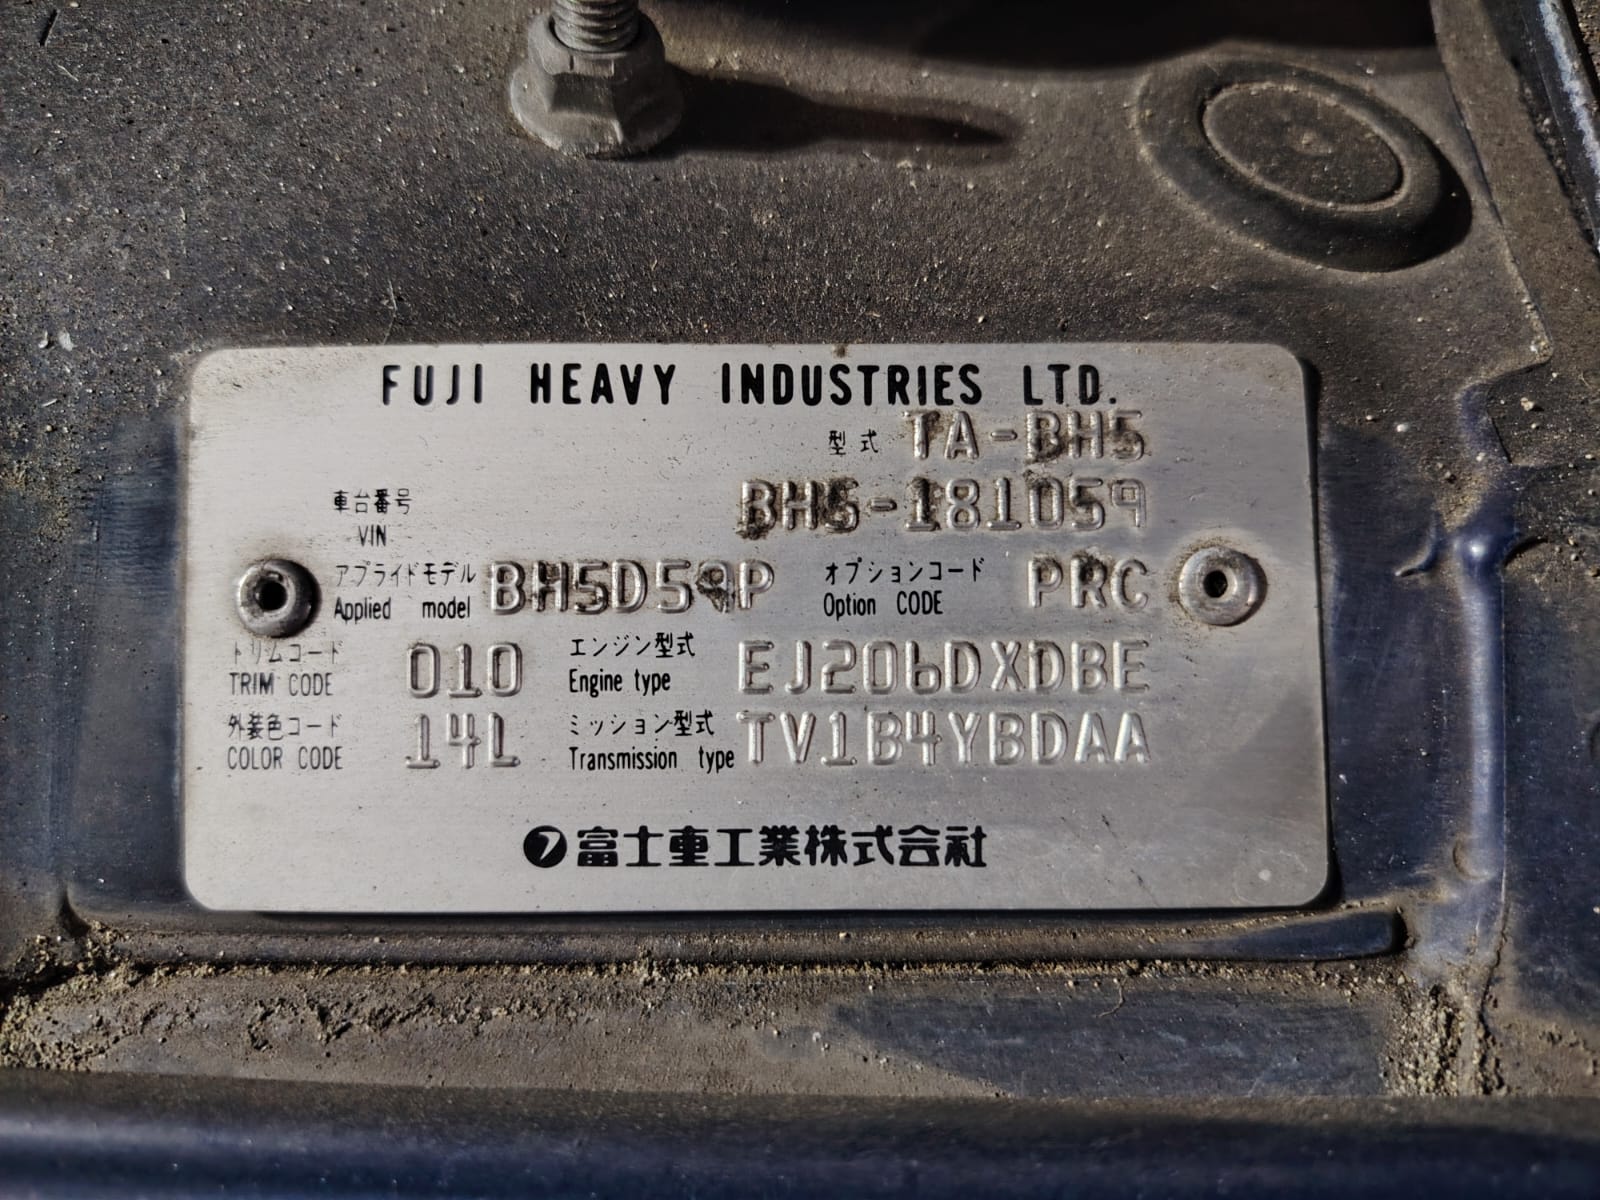 FUJI HEAVY INDUSTRIES LTD.
型式 TA-BH5
車台番号 BH5-181059
VIN
アプライドモデル BH5D59P オプションコード PRC
Applied model Option CODE
トリムコード 010 エンジン型式 EJ206DXDBE
TRIM CODE Engine type
外装色コード 14L ミッション型式 TV1B4YBDAA
COLOR CODE Transmission type
富士重工業株式会社